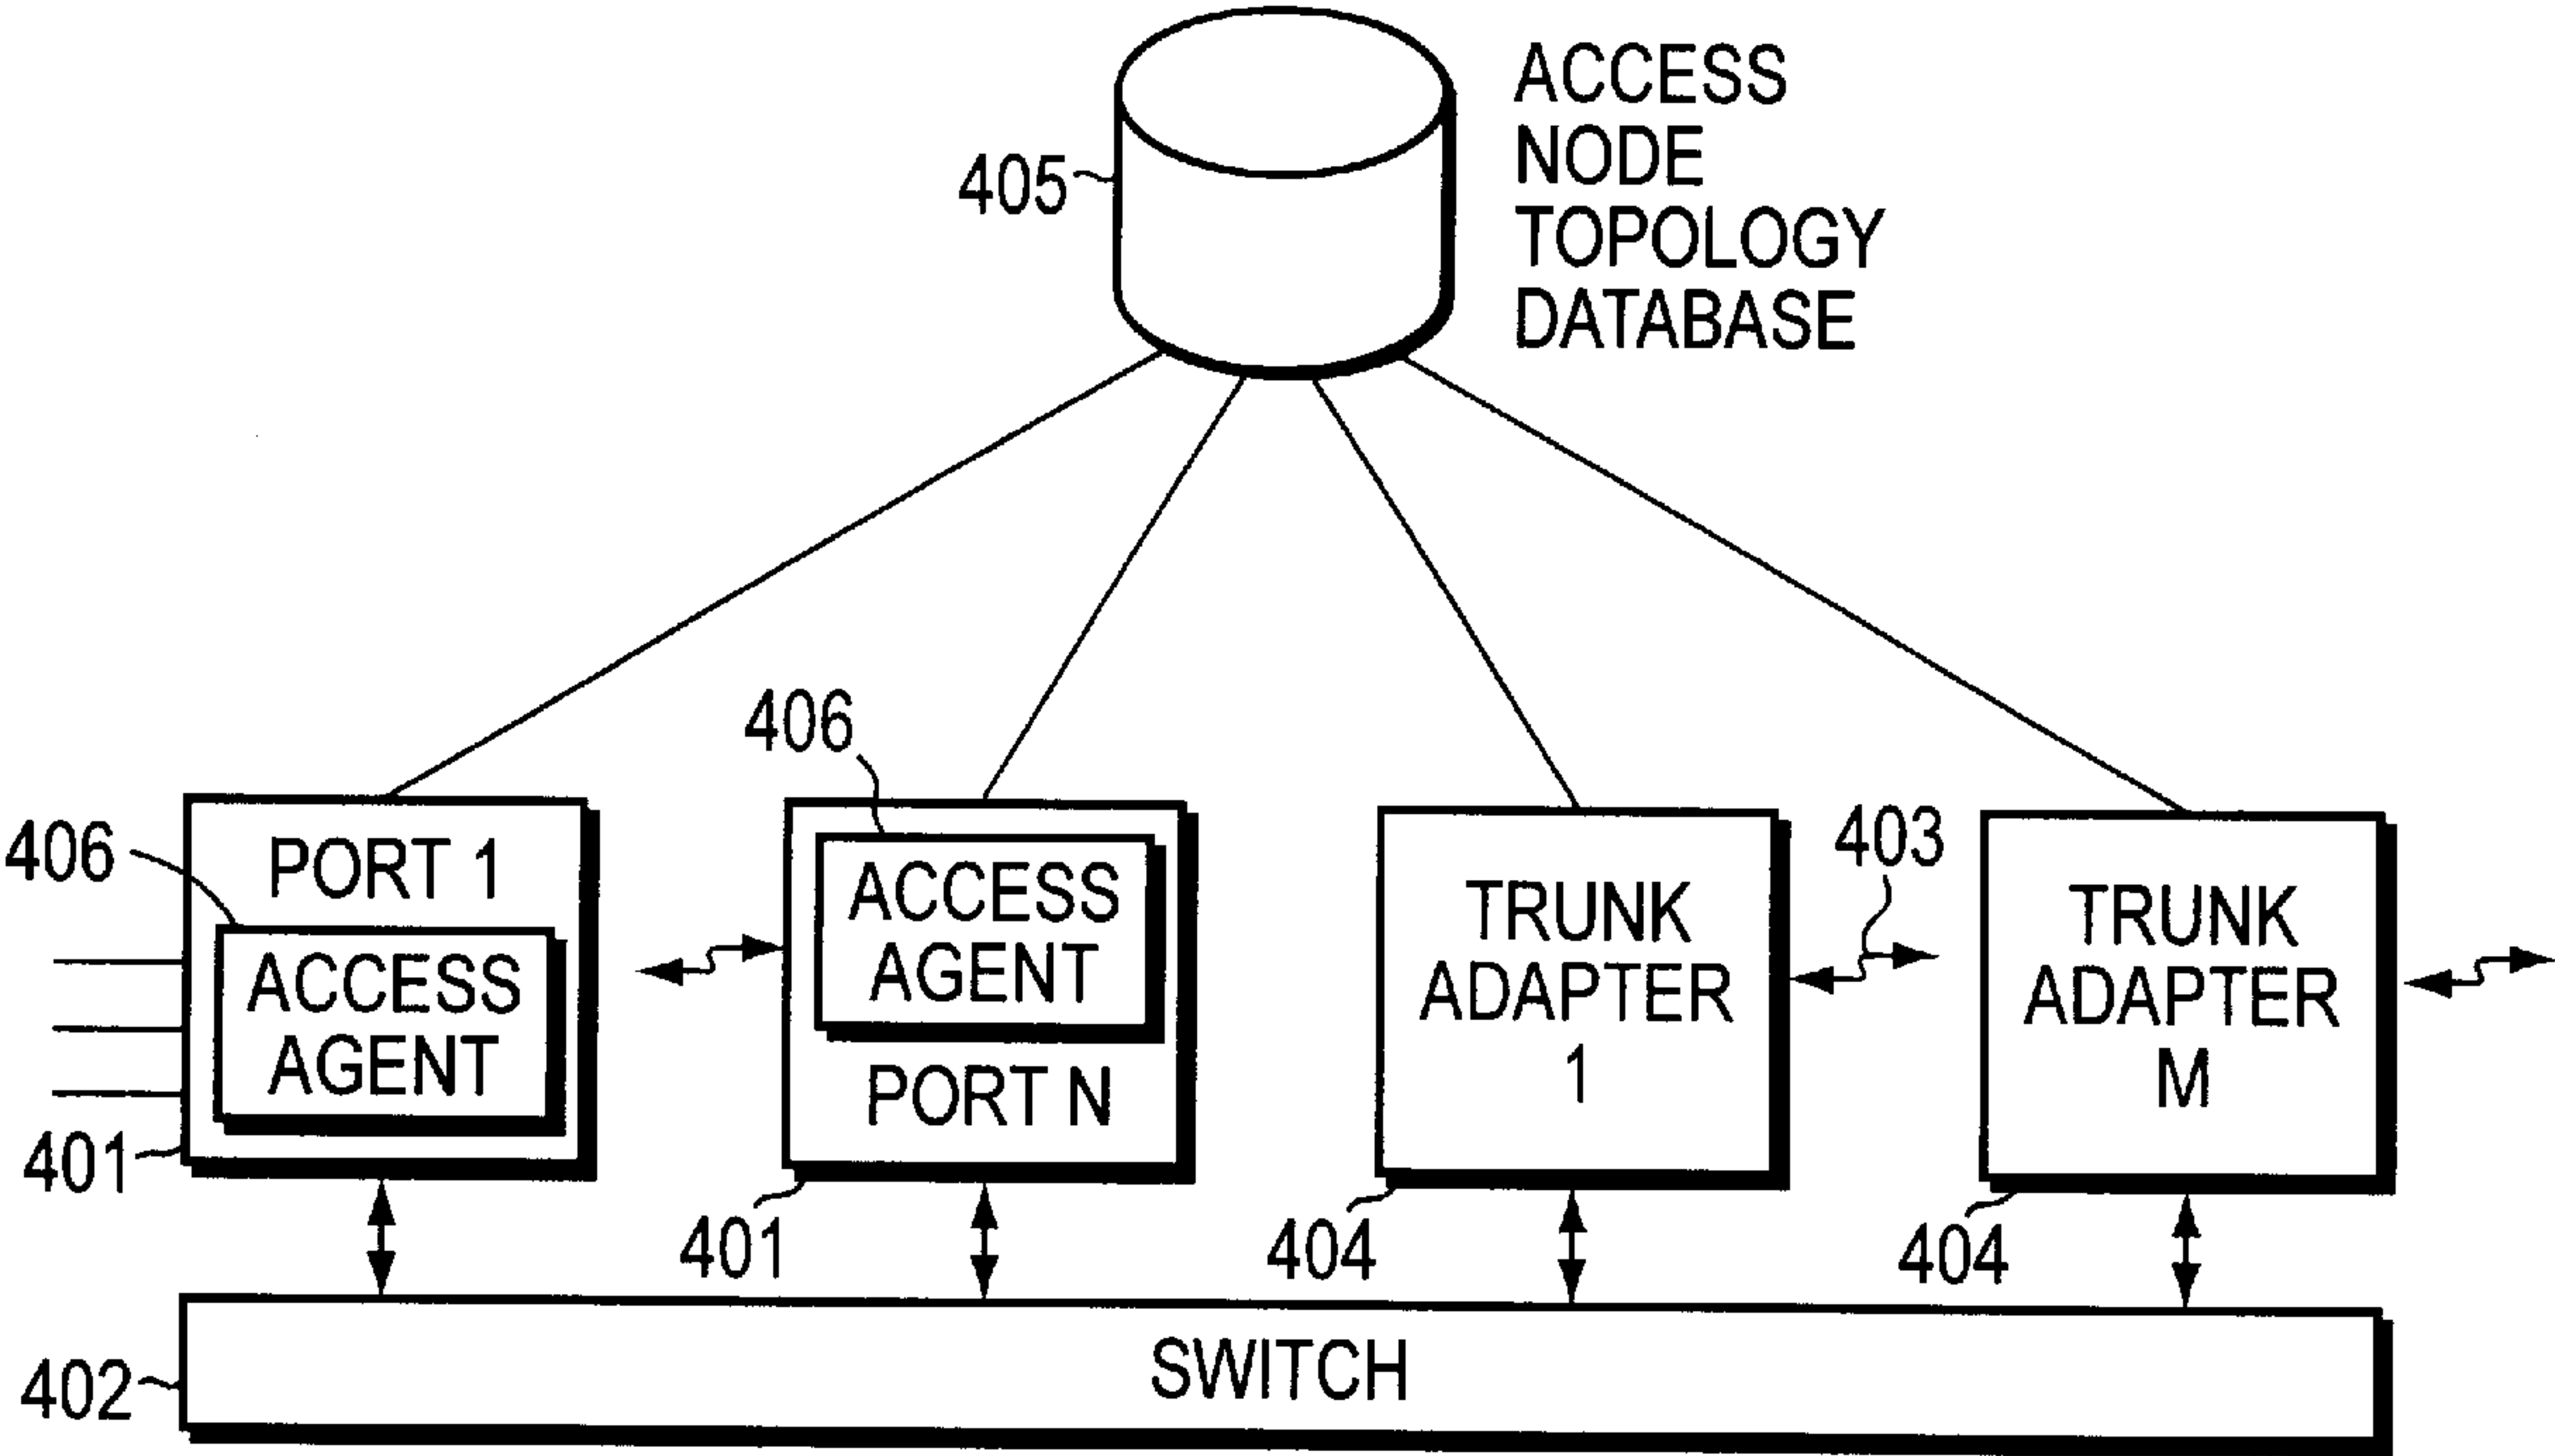 ACCESS
NODE
TOPOLOGY
DATABASE
405
406
406
PORT 1
ACCESS
AGENT
401
ACCESS
AGENT
PORT N
401
TRUNK
ADAPTER
1
404
403
TRUNK
ADAPTER
M
404
SWITCH
402